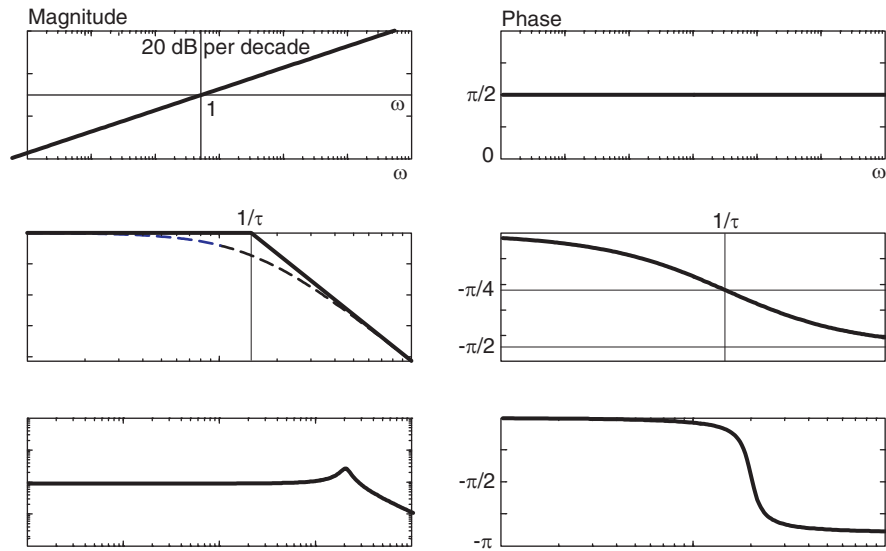 Magnitude
Phase
20 dB per decade
π/2
ω
1
0
ω
ω
1/τ
1/τ
-π/4
-π/2
-π/2
-π